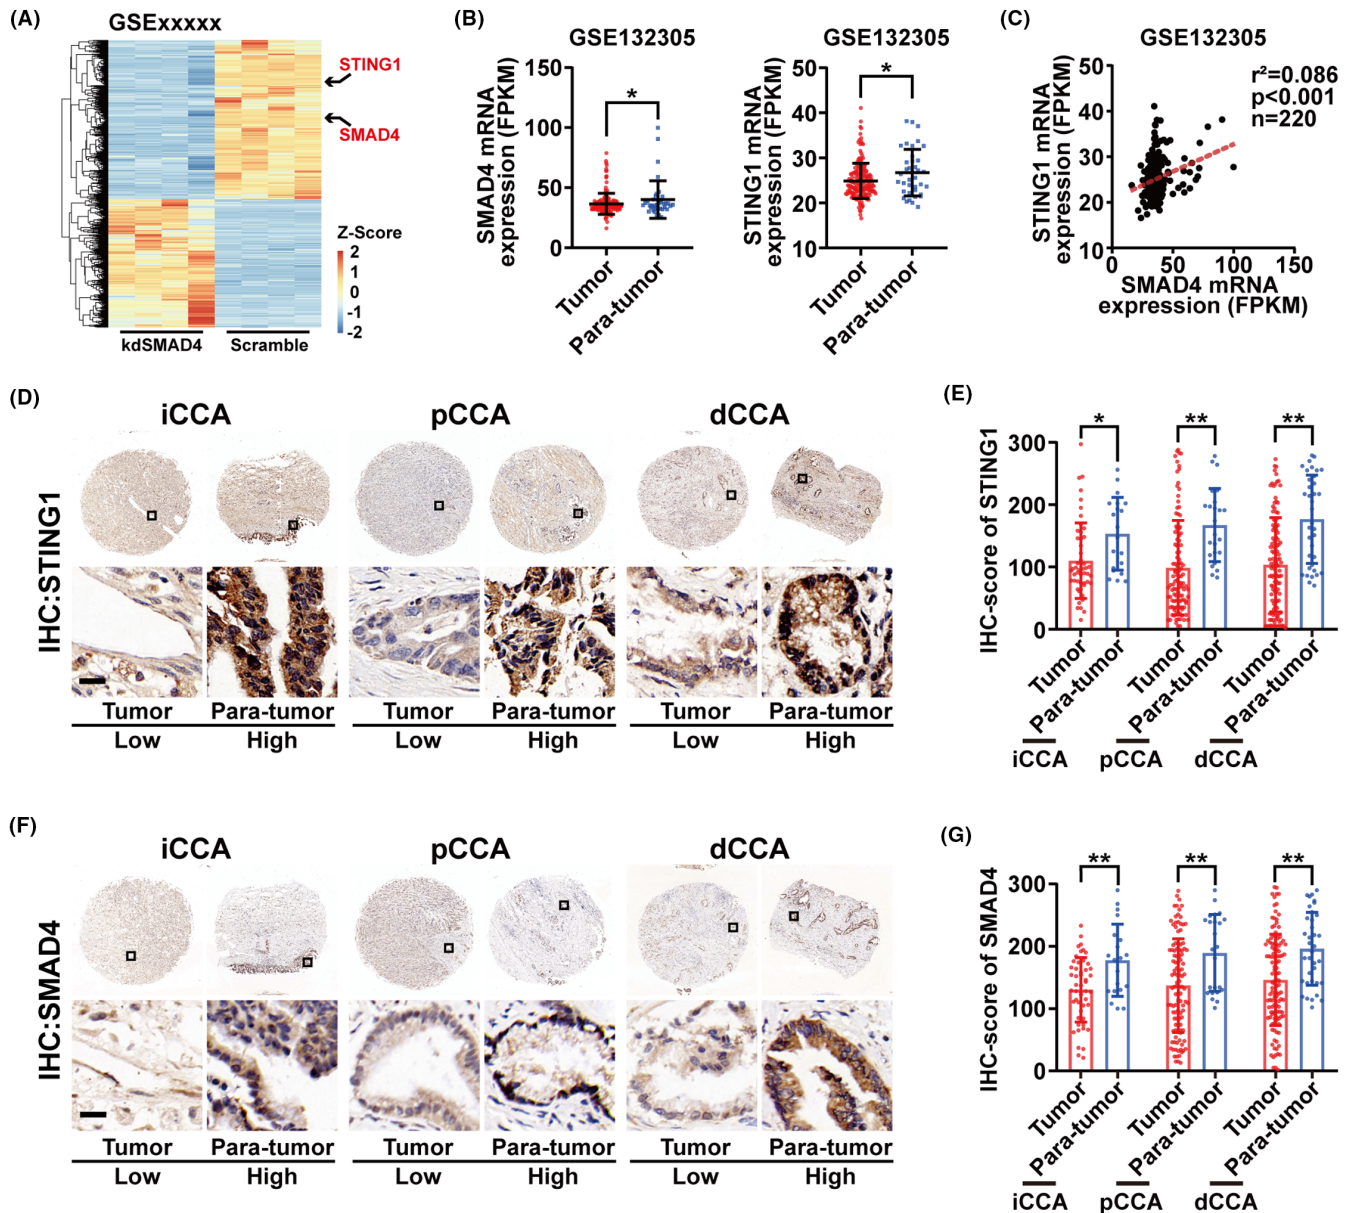 (A)
GSExxxxx
STING1
SMAD4
Z-Score
2
1
0
-1
-2
kdSMAD4
Scramble
(B)
GSE132305
SMAD4 mRNA
expression (FPKM)
150
100
50
0
*
Tumor
Para-tumor
GSE132305
STING1 mRNA
expression (FPKM)
50
40
30
20
10
*
Tumor
Para-tumor
(C)
GSE132305
r²=0.086
p<0.001
n=220
STING1 mRNA
expression (FPKM)
50
40
30
20
10
0
50
100
150
SMAD4 mRNA
expression (FPKM)
(D)
iCCA
pCCA
dCCA
IHC:STING1
Tumor
Para-tumor
Tumor
Para-tumor
Tumor
Para-tumor
Low
High
Low
High
Low
High
(E)
IHC-score of STING1
300
200
100
0
*
**
**
Tumor
Para-tumor
Tumor
Para-tumor
Tumor
Para-tumor
iCCA
pCCA
dCCA
(F)
iCCA
pCCA
dCCA
IHC:SMAD4
Tumor
Para-tumor
Tumor
Para-tumor
Tumor
Para-tumor
Low
High
Low
High
Low
High
(G)
IHC-score of SMAD4
300
200
100
0
**
**
**
Tumor
Para-tumor
Tumor
Para-tumor
Tumor
Para-tumor
iCCA
pCCA
dCCA